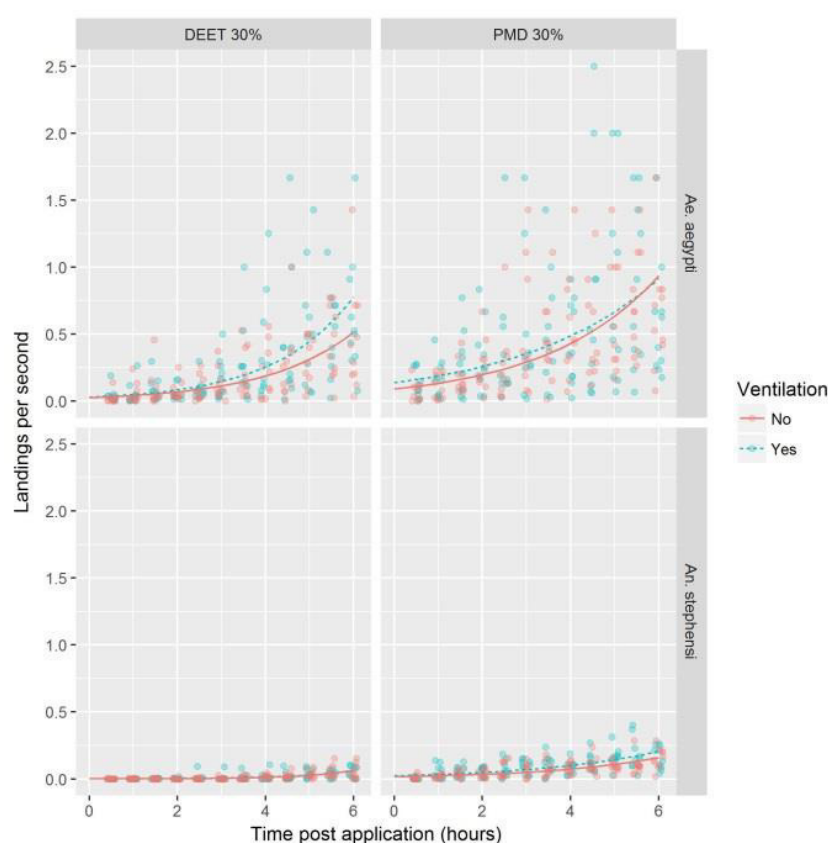 DEET 30%
PMD 30%
2.5
2.0
1.5
1.0
0.5
0.0
Ae. aegypti
Landings per second
2.5
2.0
1.5
1.0
0.5
0.0
An. stephensi
0
2
4
6
0
2
4
6
Time post application (hours)
Ventilation
No
Yes